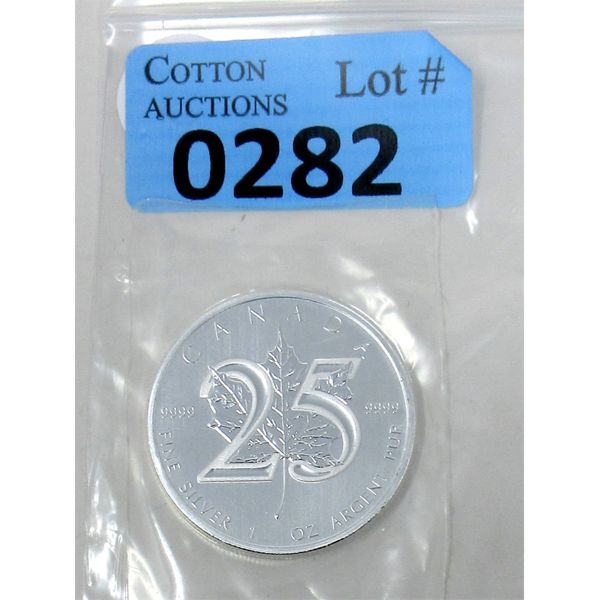 COTTON
AUCTIONS
Lot #
0282
CANADA
25
9999
9999
FINE SILVER 1 OZ ARGENT PUR